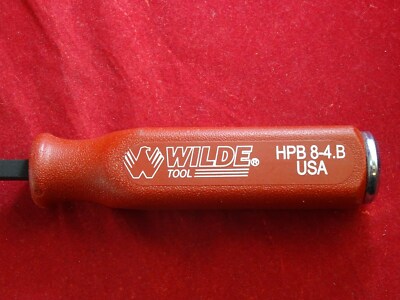 WILDE®
TOOL
HPB 8-4.B
USA